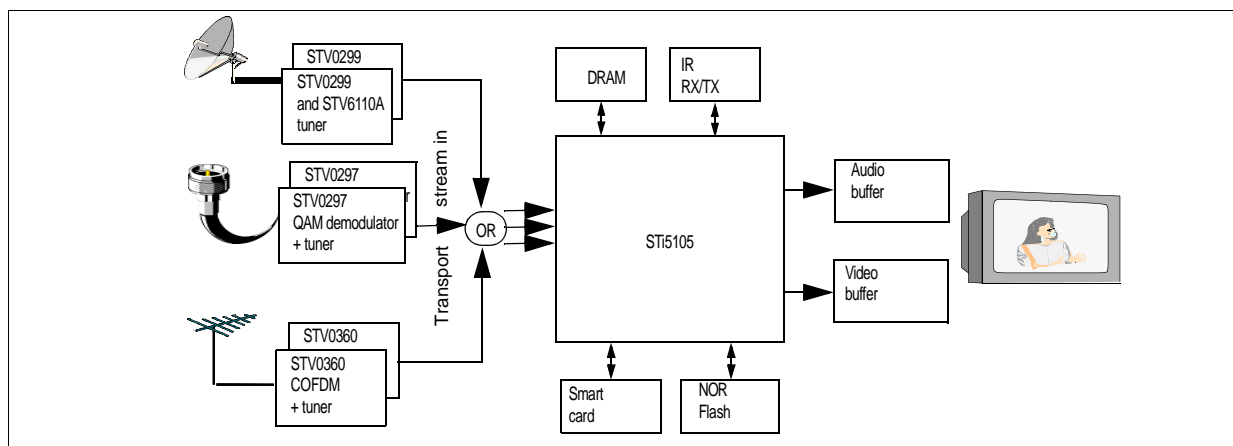 STV0299
STV0299
and STV6110A
tuner
STV0297
STV0297
QAM demodulator
+ tuner
STV0360
STV0360
COFDM
+ tuner
Transport stream in
OR
DRAM
IR
RX/TX
STi5105
Smart
card
NOR
Flash
Audio
buffer
Video
buffer